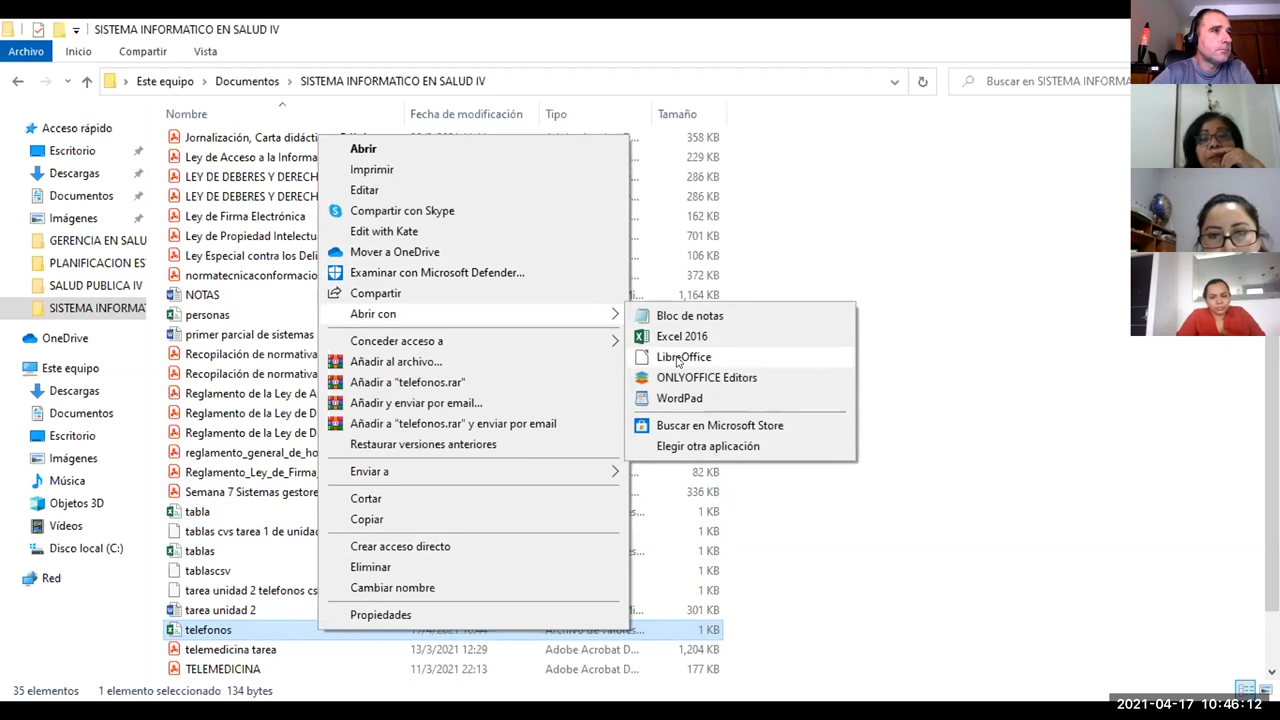 SISTEMA INFORMATICO EN SALUD IV
Archivo Inicio Compartir Vista
Este equipo Documentos SISTEMA INFORMATICO EN SALUD IV
Buscar en SISTEMA INFORMA
Nombre Fecha de modificación Tipo Tamaño
Acceso rápido
Escritorio
Descargas
Documentos
Imágenes
GERENCIA EN SALU
PLANIFICACION ES
SALUD PUBLICA IV
SISTEMA INFORMAT
OneDrive
Este equipo
Descargas
Documentos
Escritorio
Imágenes
Música
Objetos 3D
Vídeos
Disco local (C:)
Red
Jornalización, Carta didácti 358 KB
Ley de Acceso a la Informa 229 KB
LEY DE DEBERES Y DERECH 286 KB
LEY DE DEBERES Y DERECH 286 KB
Ley de Firma Electrónica 162 KB
Ley de Propiedad Intelectu 701 KB
Ley Especial contra los Deli 106 KB
normatecnicaconformacion 372 KB
NOTAS 1,164 KB
personas
primer parcial de sistemas
Recopilación de normativa
Recopilación de normativa
Reglamento de la Ley de A
Reglamento de la Ley de D
Reglamento de la Ley de D
reglamento_general_de_ho
Reglamento_Ley_de_Firma_ 82 KB
Semana 7 Sistemas gestore 336 KB
tabla 1 KB
tablas cvs tarea 1 de unidad 1 KB
tablas 1 KB
tablascsv 1 KB
tarea unidad 2 telefonos cs 1 KB
tarea unidad 2 301 KB
telefonos 17/4/2021 10:44 Archivo de valores... 1 KB
telemedicina tarea 13/3/2021 12:29 Adobe Acrobat D... 1,204 KB
TELEMEDICINA 11/3/2021 22:13 Adobe Acrobat D... 177 KB
Abrir
Imprimir
Editar
Compartir con Skype
Edit with Kate
Mover a OneDrive
Examinar con Microsoft Defender...
Compartir
Abrir con
Conceder acceso a
Añadir al archivo...
Añadir a "telefonos.rar"
Añadir y enviar por email...
Añadir a "telefonos.rar" y enviar por email
Restaurar versiones anteriores
Enviar a
Cortar
Copiar
Crear acceso directo
Eliminar
Cambiar nombre
Propiedades
Bloc de notas
Excel 2016
LibreOffice
ONLYOFFICE Editors
WordPad
Buscar en Microsoft Store
Elegir otra aplicación
35 elementos 1 elemento seleccionado 134 bytes
2021-04-17 10:46:12